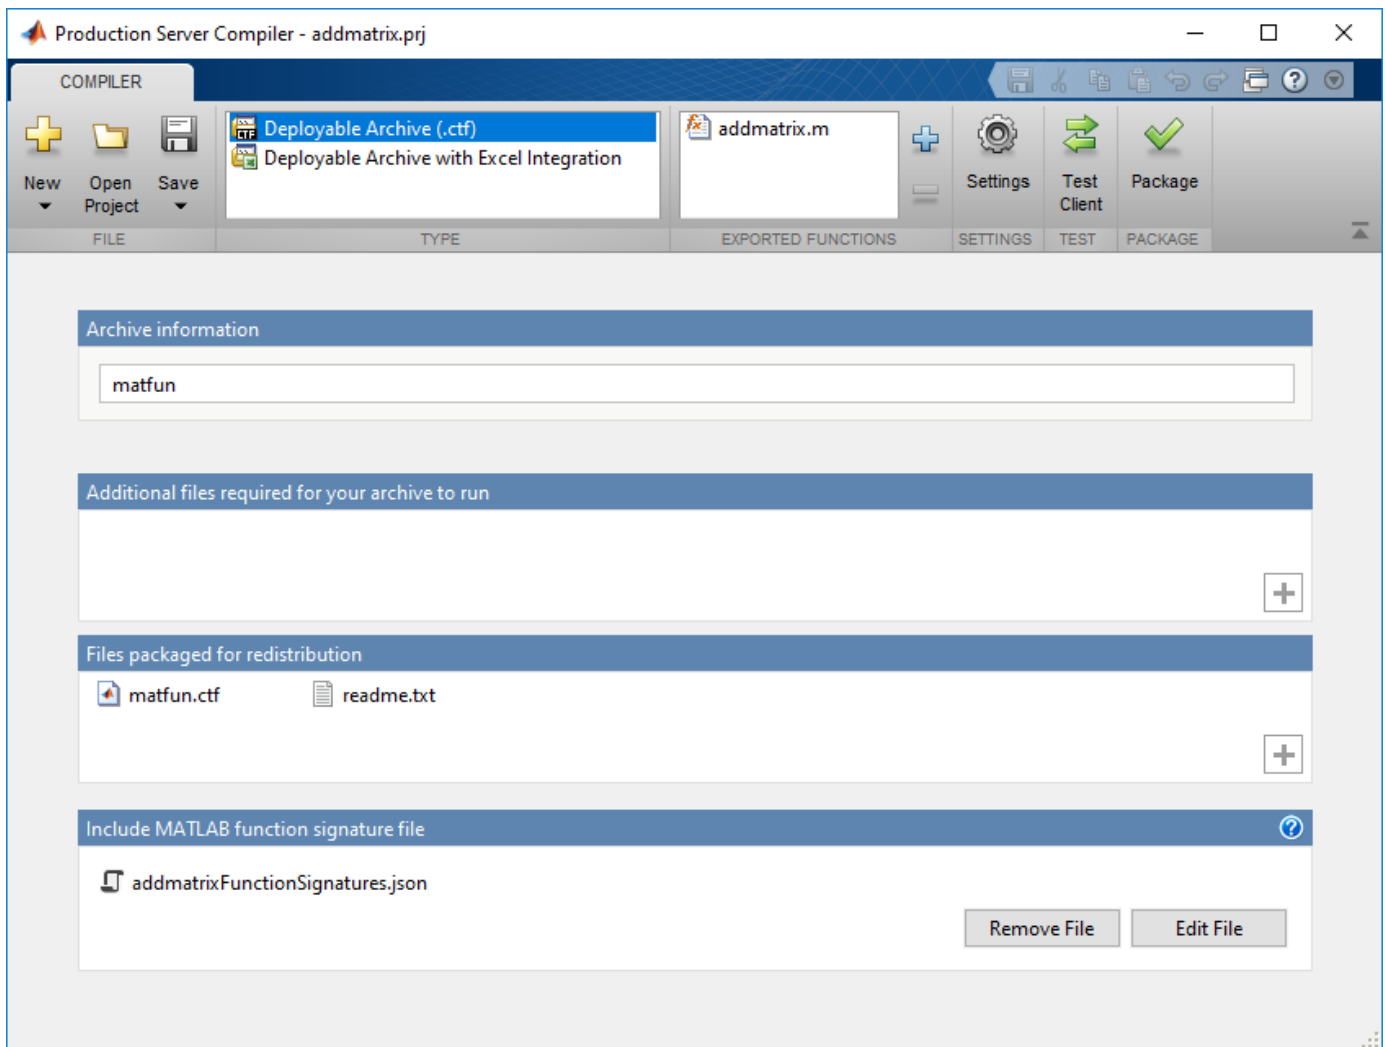 Production Server Compiler - addmatrix.prj
COMPILER
New
Open
Project
Save
Deployable Archive (.ctf)
Deployable Archive with Excel Integration
addmatrix.m
Settings
Test
Client
Package
FILE
TYPE
EXPORTED FUNCTIONS
SETTINGS
TEST
PACKAGE
Archive information
matfun
Additional files required for your archive to run
Files packaged for redistribution
matfun.ctf
readme.txt
Include MATLAB function signature file
addmatrixFunctionSignatures.json
Remove File
Edit File